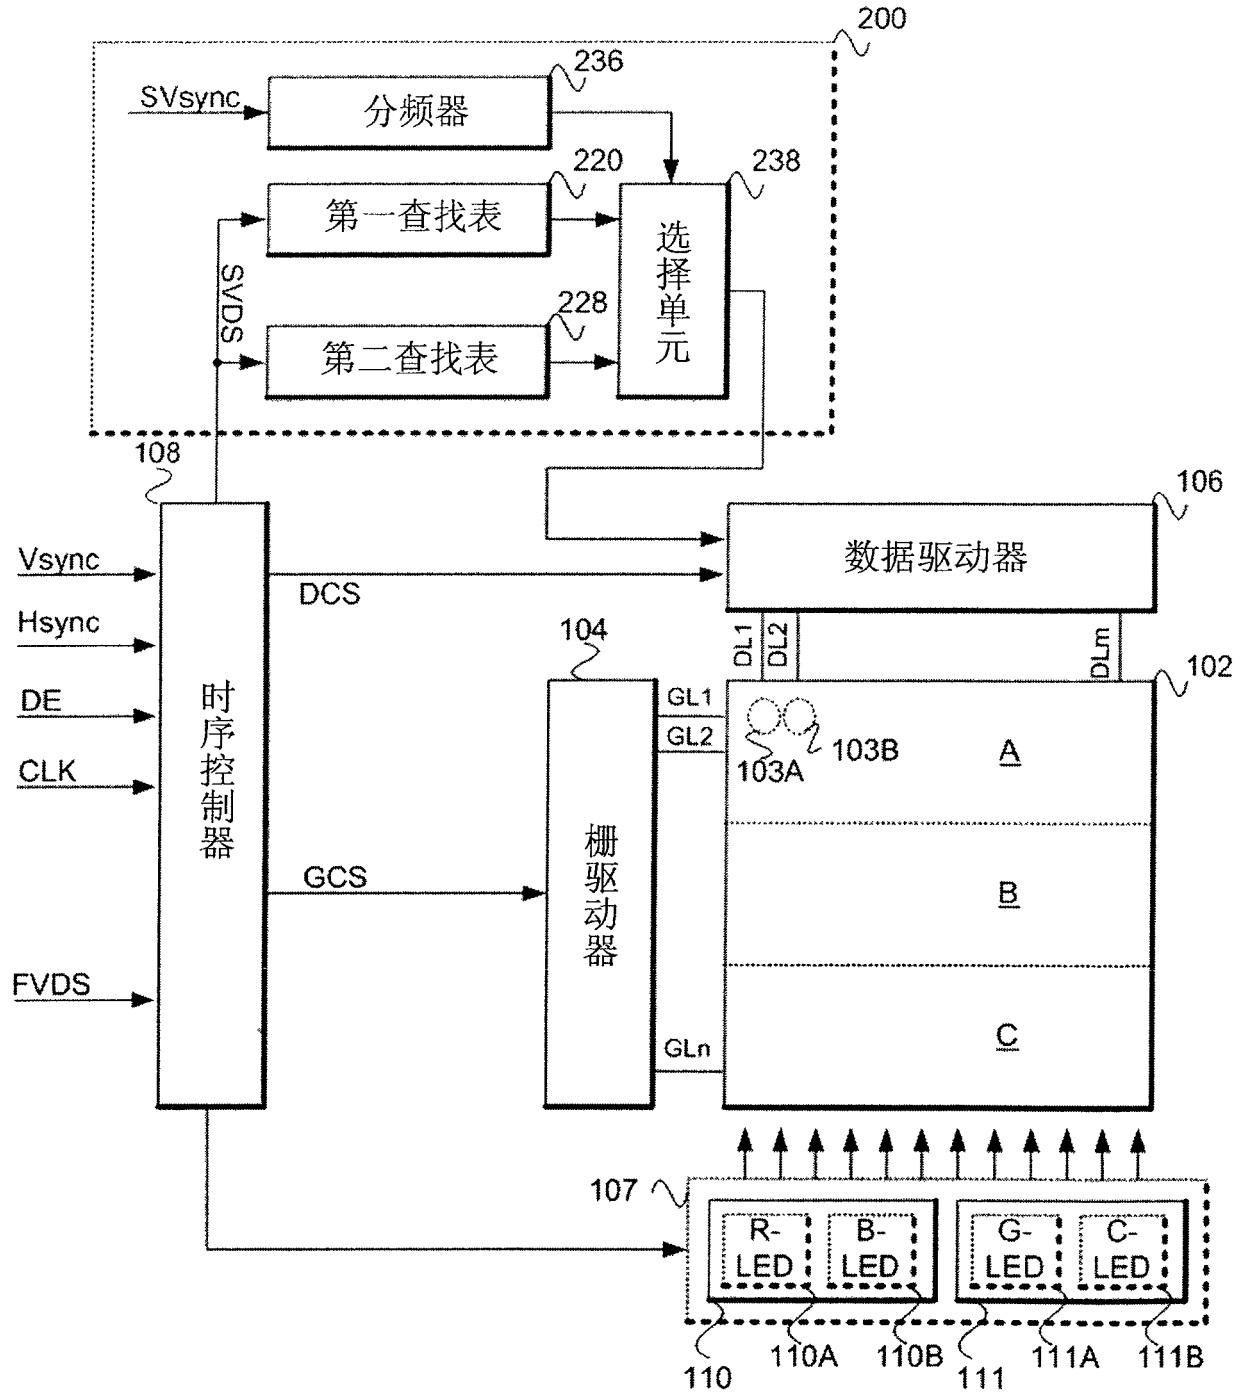 200
236
SVsync
分频器
220
238
第一查找表
选择单元
SVDS
228
第二查找表
108
106
Vsync
数据驱动器
DCS
Hsync
104
DL1
DL2
DLm
102
时序控制器
DE
GL1
GL2
103A
103B
A
CLK
栅驱动器
GCS
B
FVDS
C
GLn
107
R-LED
B-LED
G-LED
C-LED
110
110A
110B
111
111A
111B